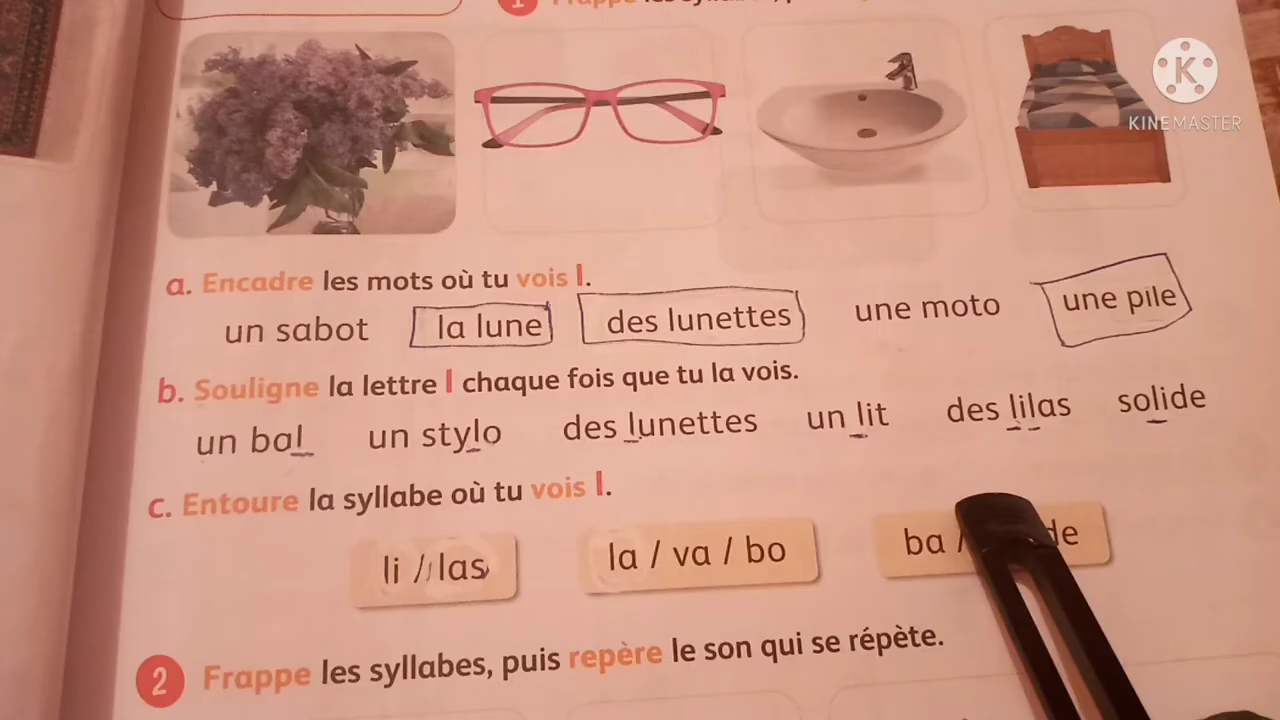 1 Frappe les
K
KINEMASTER
a. Encadre les mots où tu vois l.
un sabot la lune des lunettes une moto une pile
b. Souligne la lettre l chaque fois que tu la vois.
un bal un stylo des lunettes un lit des lilas solide
c. Entoure la syllabe où tu vois l.
li / las la / va / bo ba / de
2 Frappe les syllabes, puis repère le son qui se répète.